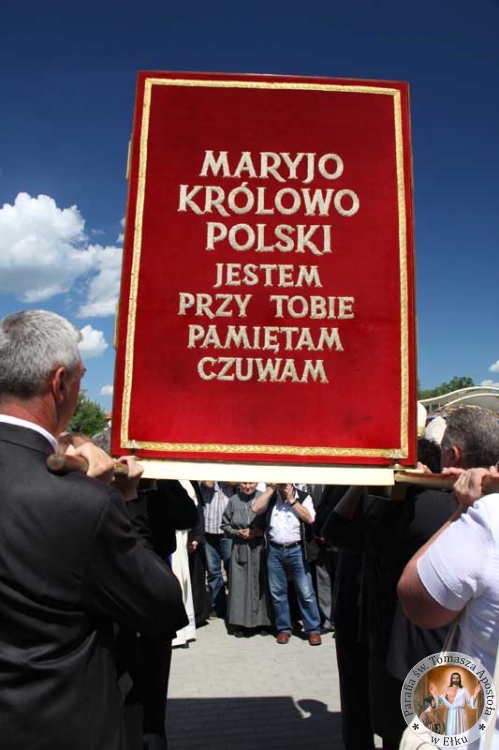 MARYJO
KRÓLOWO
POLSKI
JESTEM
PRZY TOBIE
PAMIĘTAM
CZUWAM
Parafia św. Tomasza Apostoła
w Ełku